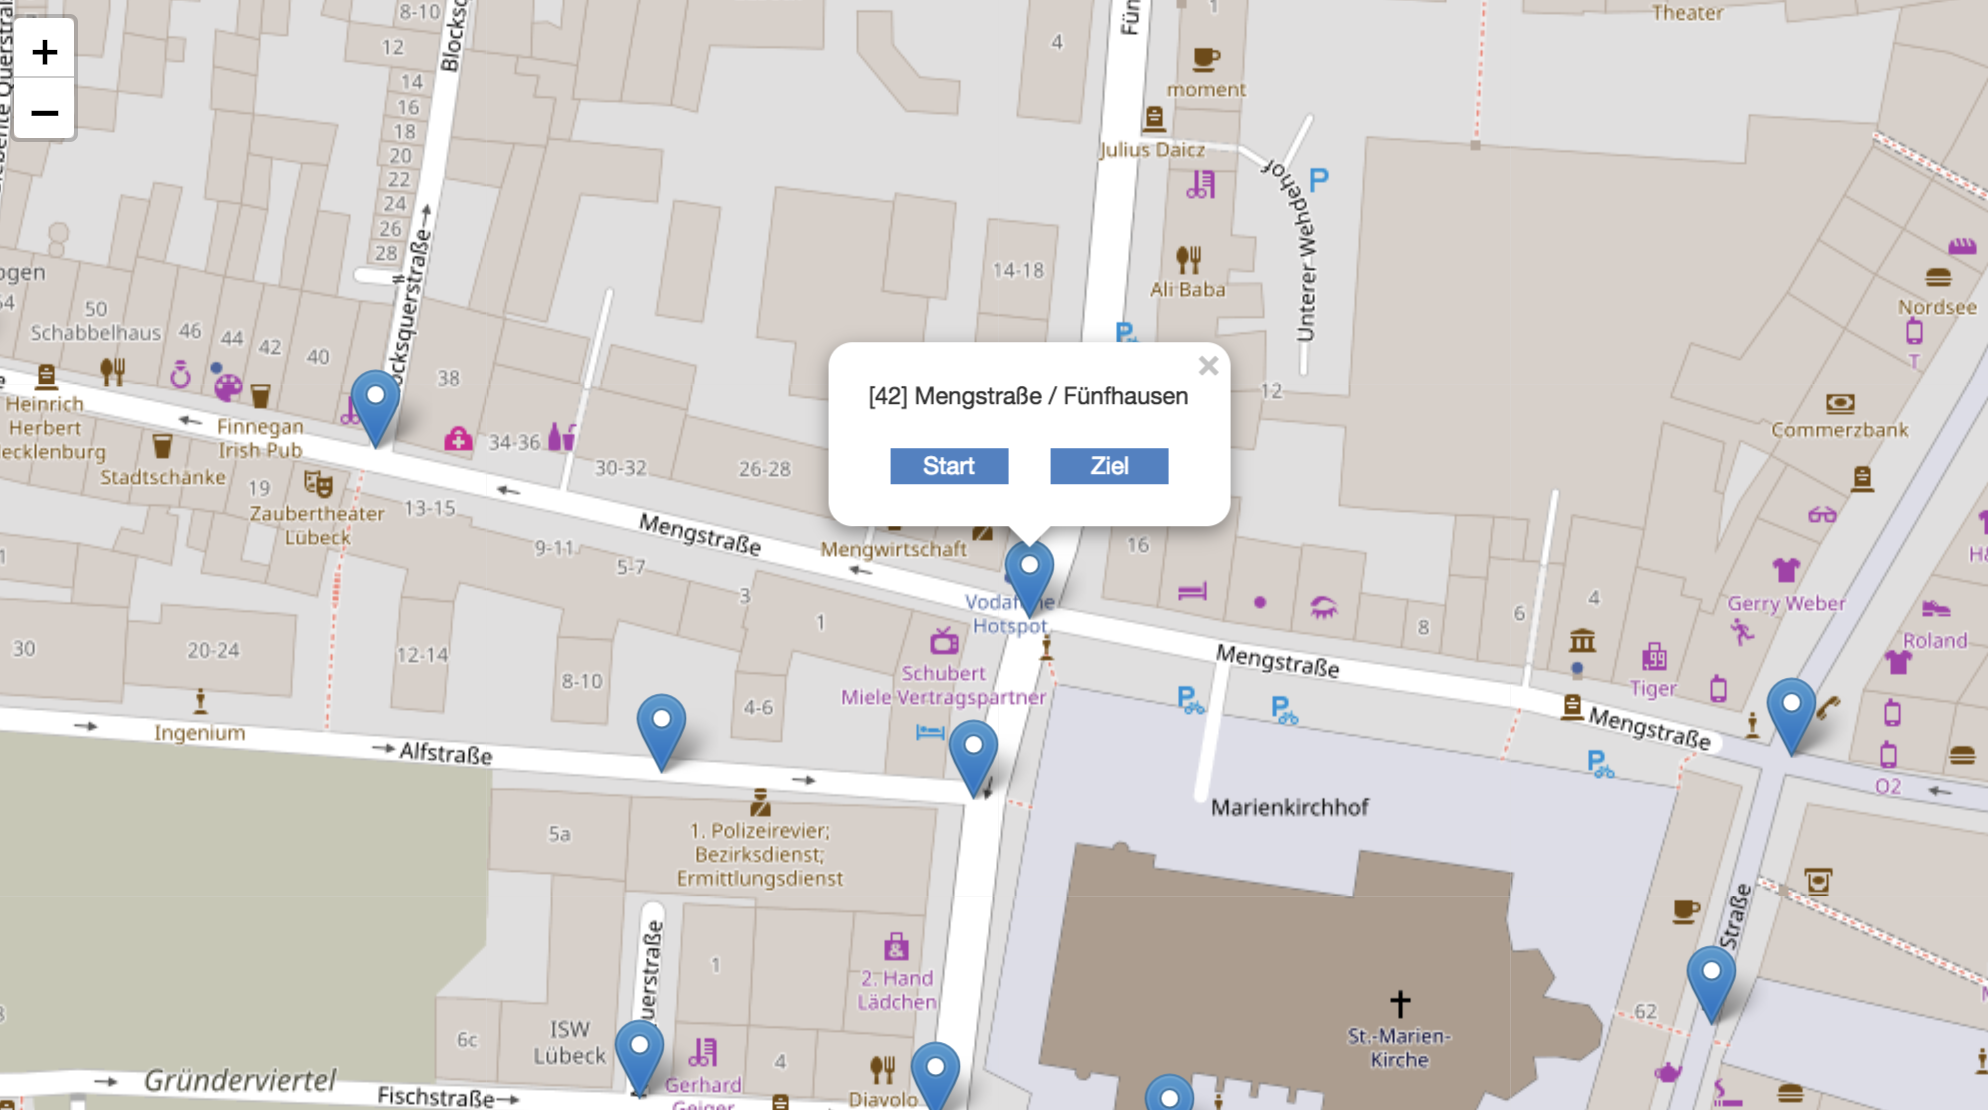 +
−
8-10
12
14
16
18
20
22
24
26
28
4
1
Theater
moment
Julius Daicz
P
Unterer Wehdehof
Ali Baba
14-18
P
12
Nordsee
T
Commerzbank
50
Schabbelhaus
46
44
42
40
38
34-36
30-32
26-28
Heinrich
Herbert
Finnegan
Irish Pub
Stadtschänke
19
Zaubertheater
Lübeck
13-15
9-11
5-7
3
1
×
[42] Mengstraße / Fünfhausen
Start
Ziel
Mengstraße
Mengwirtschaft
16
8
6
4
Vodafone
Hotspot
Mengstraße
Mengstraße
Gerry Weber
Roland
Tiger
O2
30
20-24
12-14
8-10
4-6
Schubert
Miele Vertragspartner
P
P
P
Ingenium
Alfstraße
Marienkirchhof
5a
1. Polizeirevier;
Bezirksdienst;
Ermittlungsdienst
Straße
1
2. Hand
Lädchen
&
6c
ISW
Lübeck
4
St.-Marien-
Kirche
62
Gründerviertel
Fischstraße
Gerhard
Geiger
Diavolo